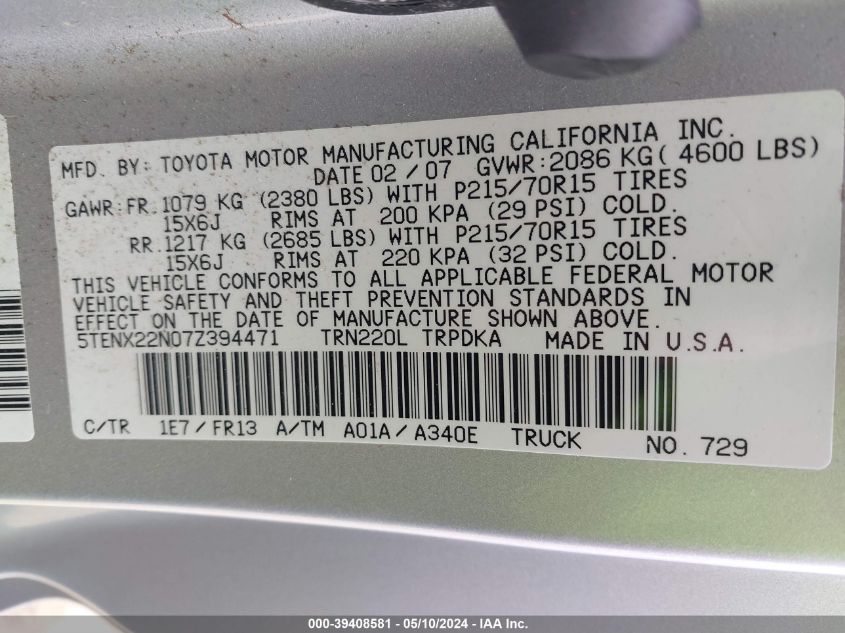 MFD. BY: TOYOTA MOTOR MANUFACTURING CALIFORNIA INC.
DATE 02/07 GVWR:2086 KG( 4600 LBS)
GAWR:FR.1079 KG (2380 LBS) WITH P215/70R15 TIRES
15X6J RIMS AT 200 KPA (29 PSI) COLD.
RR.1217 KG (2685 LBS) WITH P215/70R15 TIRES
15X6J RIMS AT 220 KPA (32 PSI) COLD.
THIS VEHICLE CONFORMS TO ALL APPLICABLE FEDERAL MOTOR
VEHICLE SAFETY AND THEFT PREVENTION STANDARDS IN
EFFECT ON THE DATE OF MANUFACTURE SHOWN ABOVE.
5TENX22N07Z394471 TRN220L TRPDKA MADE IN U.S.A.
C/TR 1E7/FR13 A/TM A01A/A340E TRUCK NO. 729
000-39408581 - 05/10/2024 - IAA Inc.